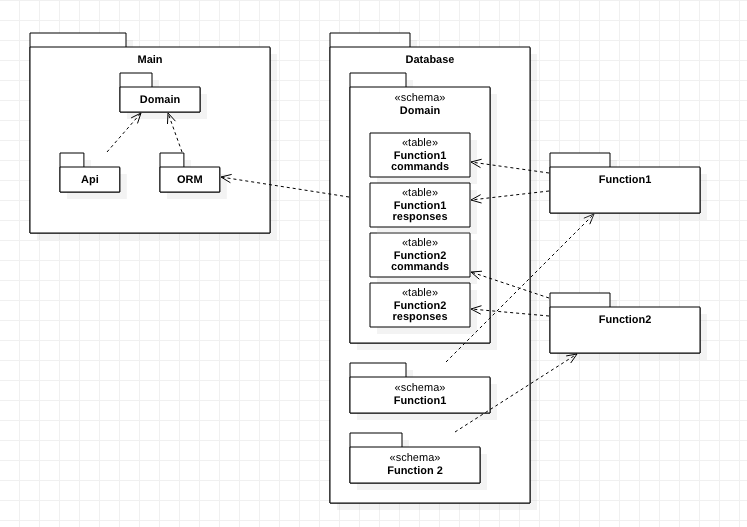 Main
Domain
Api
ORM
Database
«schema»
Domain
«table»
Function1
commands
«table»
Function1
responses
«table»
Function2
commands
«table»
Function2
responses
«schema»
Function1
«schema»
Function 2
Function1
Function2